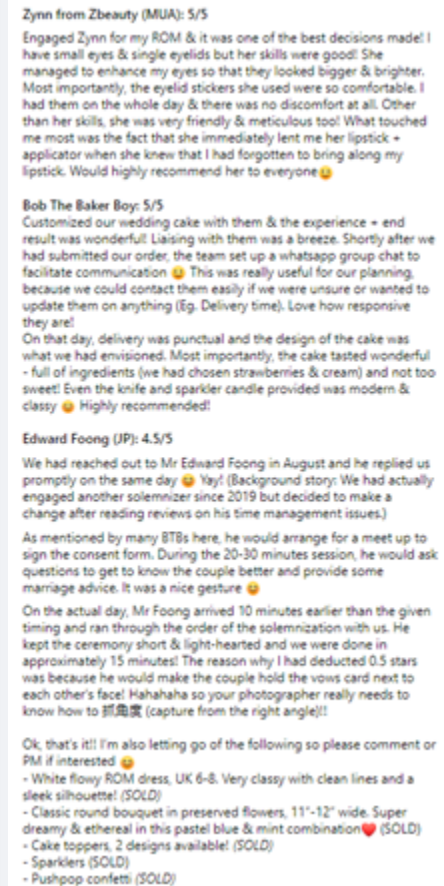 Zynn from Zbeauty (MUA): 5/5
Engaged Zynn for my ROM & it was one of the best decisions made! I
have small eyes & single eyelids but her skills were good! She
managed to enhance my eyes so that they looked bigger & brighter.
Most importantly, the eyelid stickers she used were so comfortable. I
had them on the whole day & there was no discomfort at all. Other
than her skills, she was very friendly & meticulous too! What touched
me most was the fact that she immediately lent me her lipstick +
applicator when she knew that I had forgotten to bring along my
lipstick. Would highly recommend her to everyone😊
Bob The Baker Boy: 5/5
Customized our wedding cake with them & the experience + end
result was wonderful! Liaising with them was a breeze. Shortly after we
had submitted our order, the team set up a whatsapp group chat to
facilitate communication 😊 This was really useful for our planning,
because we could contact them easily if we were unsure or wanted to
update them on anything (Eg. Delivery time). Love how responsive
they are!
On that day, delivery was punctual and the design of the cake was
what we had envisioned. Most importantly, the cake tasted wonderful
- full of ingredients (we had chosen strawberries & cream) and not too
sweet! Even the knife and sparkler candle provided was modern &
classy 😊 Highly recommended!
Edward Foong (JP): 4.5/5
We had reached out to Mr Edward Foong in August and he replied us
promptly on the same day 😊 Yay! (Background story: We had actually
engaged another solemnizer since 2019 but decided to make a
change after reading reviews on his time management issues.)
As mentioned by many BTBs here, he would arrange for a meet up to
sign the consent form. During the 20-30 minutes session, he would ask
questions to get to know the couple better and provide some
marriage advice. It was a nice gesture 😊
On the actual day, Mr Foong arrived 10 minutes earlier than the given
timing and ran through the order of the solemnization with us. He
kept the ceremony short & light-hearted and we were done in
approximately 15 minutes! The reason why I had deducted 0.5 stars
was because he would make the couple hold the vows card next to
each other's face! Hahahaha so your photographer really needs to
know how to 抓角度 (capture from the right angle)!!
Ok, that's it!! I'm also letting go of the following so please comment or
PM if interested 😊
- White flowy ROM dress, UK 6-8. Very classy with clean lines and a
sleek silhouette! (SOLD)
- Classic round bouquet in preserved flowers, 11"-12" wide. Super
dreamy & ethereal in this pastel blue & mint combination❤️ (SOLD)
- Cake toppers, 2 designs available! (SOLD)
- Sparklers (SOLD)
- Pushpop confetti (SOLD)